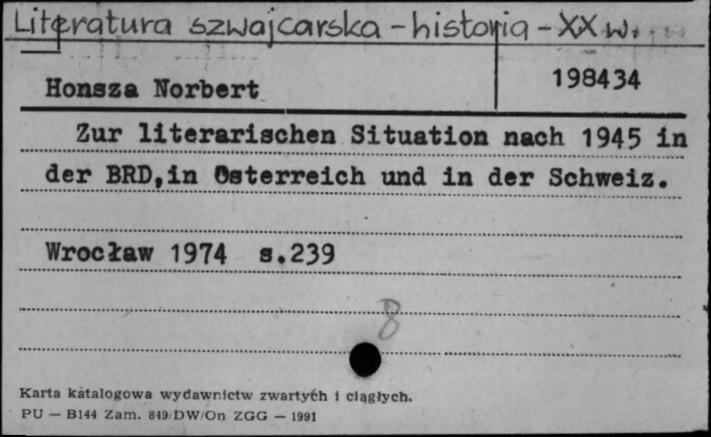 Literatura szwajcarska - historia - XX w.
Honsza Norbert 198434
Zur literarischen Situation nach 1945 in
der BRD,in Osterreich und in der Schweiz.
Wrocław 1974 s.239
8
Karta katalogowa wydawnictw zwartych i ciągłych.
PU — B144 Zam. 849/DW/On ZGG — 1991